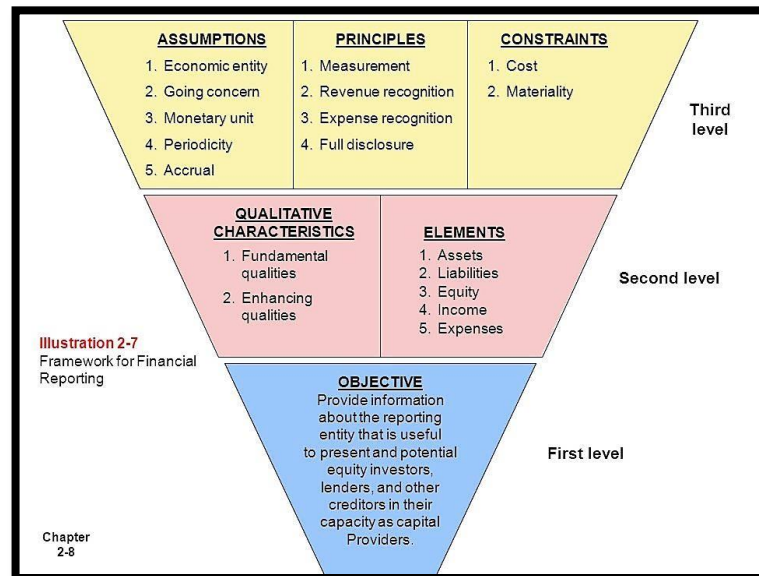 ASSUMPTIONS
1. Economic entity
2. Going concern
3. Monetary unit
4. Periodicity
5. Accrual
PRINCIPLES
1. Measurement
2. Revenue recognition
3. Expense recognition
4. Full disclosure
CONSTRAINTS
1. Cost
2. Materiality
Third
level
QUALITATIVE
CHARACTERISTICS
1. Fundamental
qualities
2. Enhancing
qualities
ELEMENTS
1. Assets
2. Liabilities
3. Equity
4. Income
5. Expenses
Second level
Illustration 2-7
Framework for Financial
Reporting
OBJECTIVE
Provide information
about the reporting
entity that is useful
to present and potential
equity investors,
lenders, and other
creditors in their
capacity as capital
Providers.
First level
Chapter
2-8